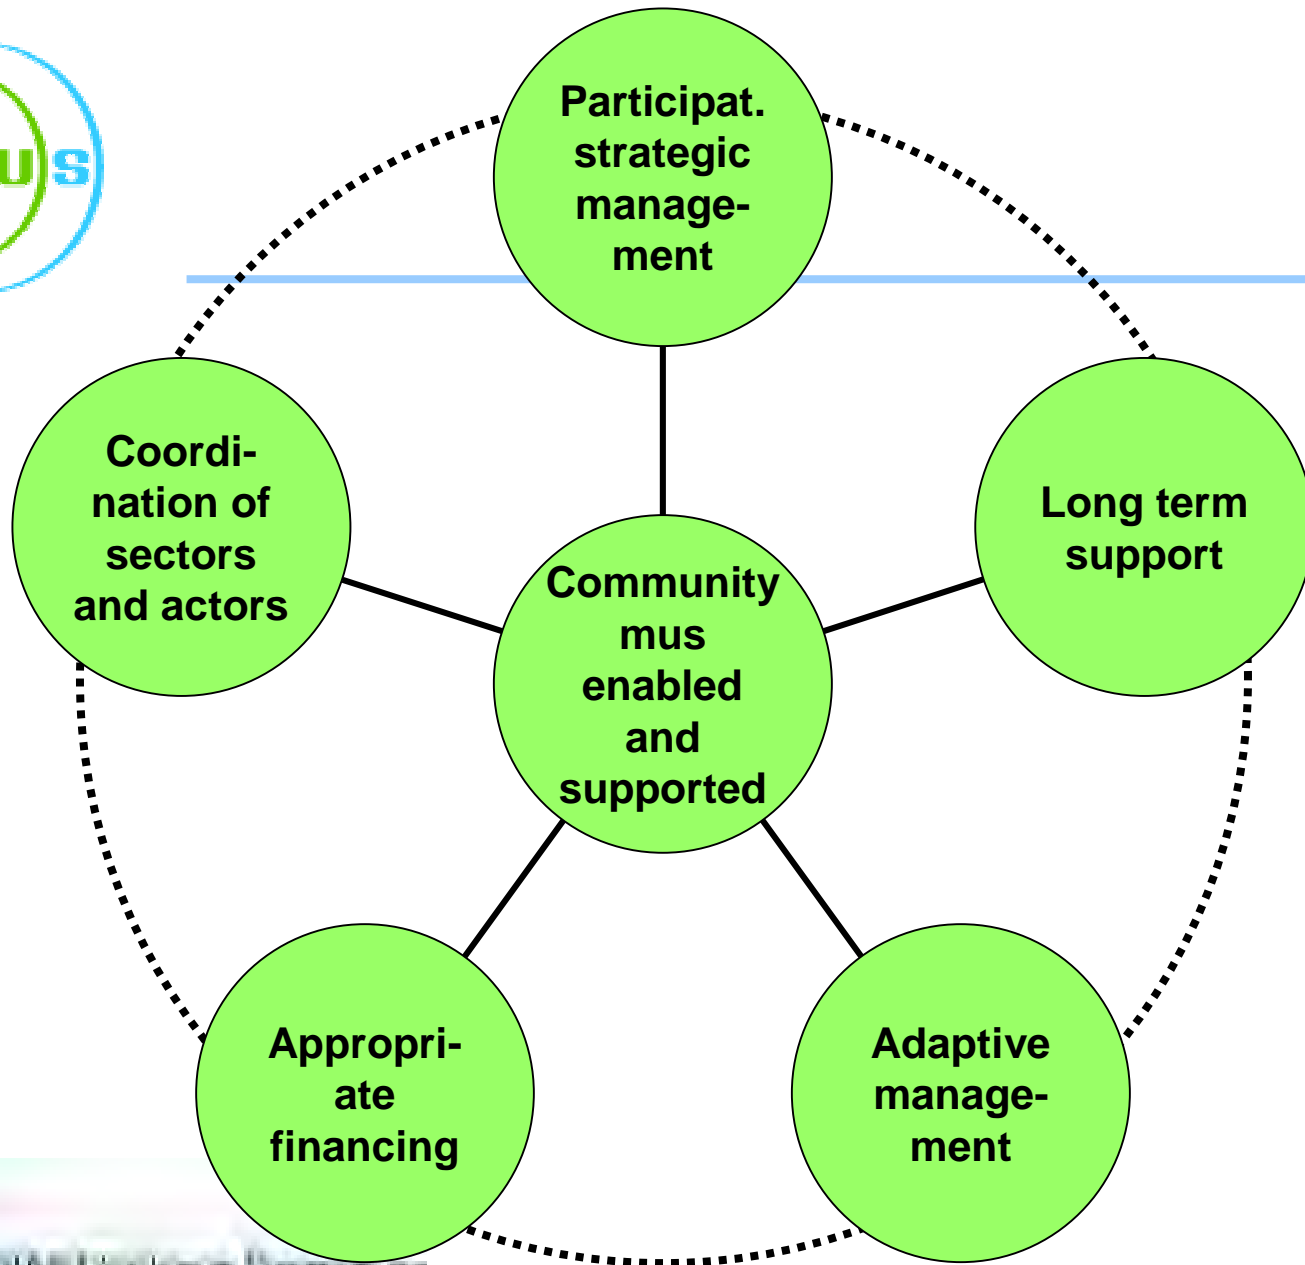 us
Participat.
strategic
manage-
ment
Coordi-
nation of
sectors
and actors
Long term
support
Community
mus
enabled
and
supported
Appropri-
ate
financing
Adaptive
manage-
ment